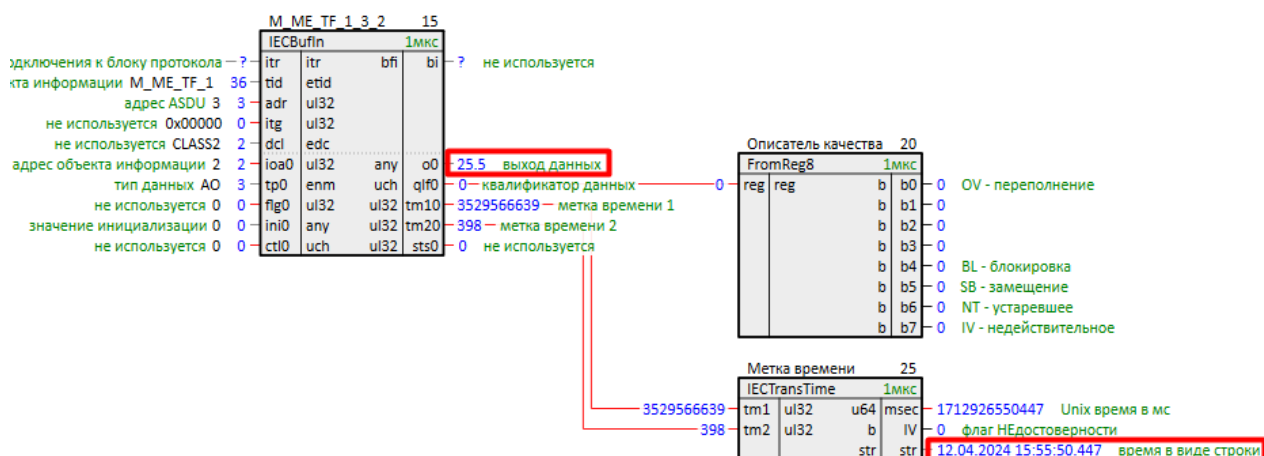 M_ME_TF_1_3_2 15
IECBufIn 1мкс
подключения к блоку протокола ? itr itr bfi bi ? не используется
M_ME_TF_1 36 tid etid
адрес ASDU 3 3 adr ul32
не используется 0x00000 0 itg ul32
не используется CLASS2 2 dcl edc
адрес объекта информации 2 2 ioa0 ul32 any o0 25.5 выход данных
тип данных AO 3 tp0 enm uch qlf0 0 квалификатор данных
не используется 0 0 flg0 ul32 ul32 tm10 3529566639 метка времени 1
значение инициализации 0 0 ini0 any ul32 tm20 398 метка времени 2
не используется 0 0 ctl0 uch ul32 sts0 0 не используется
Описатель качества 20
FromReg8 1мкс
0 reg reg b b0 0 OV - переполнение
b b1 0
b b2 0
b b3 0
b b4 0 BL - блокировка
b b5 0 SB - замещение
b b6 0 NT - устаревшее
b b7 0 IV - недействительное
Метка времени 25
IECTransTime 1мкс
3529566639 tm1 ul32 u64 msec 1712926550447 Unix время в мс
398 tm2 ul32 b IV 0 флаг НЕдостоверности
str str 12.04.2024 15:55:50.447 время в виде строки